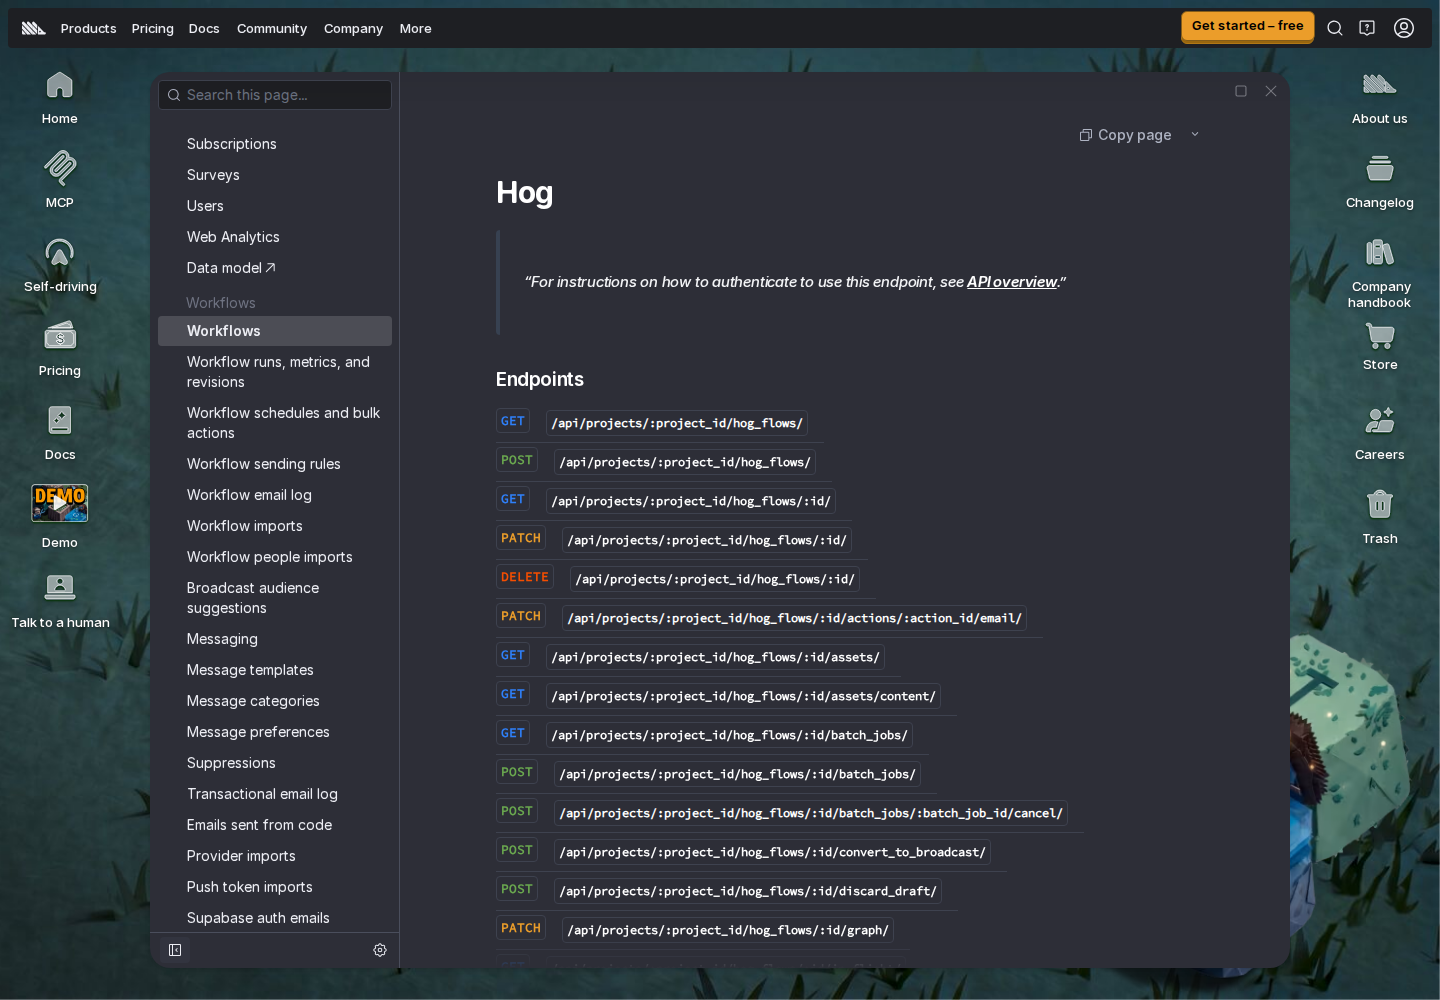 Products
Pricing
Docs
Community
Company
More
Get started – free
Home
MCP
Self-driving
Pricing
Docs
DEMO
Demo
Talk to a human
Search this page...
Subscriptions
Surveys
Users
Web Analytics
Data model
Workflows
Workflows
Workflow runs, metrics, and
revisions
Workflow schedules and bulk
actions
Workflow sending rules
Workflow email log
Workflow imports
Workflow people imports
Broadcast audience
suggestions
Messaging
Message templates
Message categories
Message preferences
Suppressions
Transactional email log
Emails sent from code
Provider imports
Push token imports
Supabase auth emails
Copy page
Hog
“For instructions on how to authenticate to use this endpoint, see API overview.”
Endpoints
GET /api/projects/:project_id/hog_flows/
POST /api/projects/:project_id/hog_flows/
GET /api/projects/:project_id/hog_flows/:id/
PATCH /api/projects/:project_id/hog_flows/:id/
DELETE /api/projects/:project_id/hog_flows/:id/
PATCH /api/projects/:project_id/hog_flows/:id/actions/:action_id/email/
GET /api/projects/:project_id/hog_flows/:id/assets/
GET /api/projects/:project_id/hog_flows/:id/assets/content/
GET /api/projects/:project_id/hog_flows/:id/batch_jobs/
POST /api/projects/:project_id/hog_flows/:id/batch_jobs/
POST /api/projects/:project_id/hog_flows/:id/batch_jobs/:batch_job_id/cancel/
POST /api/projects/:project_id/hog_flows/:id/convert_to_broadcast/
POST /api/projects/:project_id/hog_flows/:id/discard_draft/
PATCH /api/projects/:project_id/hog_flows/:id/graph/
About us
Changelog
Company
handbook
Store
Careers
Trash